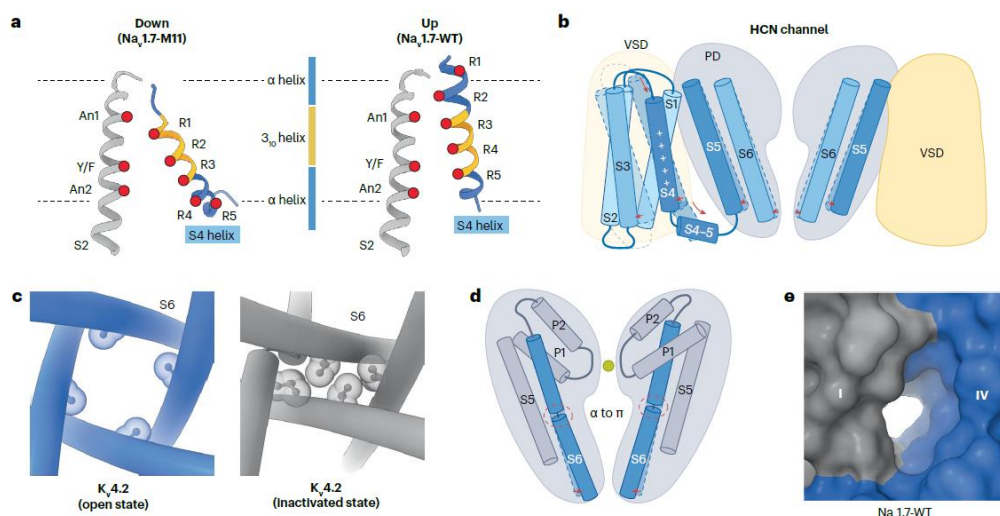 a
Down
(Nav1.7-M11)
An1
Y/F
An2
S2
R1
R2
R3
R4
R5
S4 helix
α helix
3₁₀ helix
α helix
Up
(Nav1.7-WT)
An1
Y/F
An2
S2
R1
R2
R3
R4
R5
S4 helix
b
HCN channel
VSD
PD
S1
S3
S2
+ + + + +
S4
S4–5
S5
S6
S6
S5
VSD
c
S6
Kv4.2
(open state)
S6
Kv4.2
(inactivated state)
d
P2
P1
S5
S6
α to π
P2
P1
S5
S6
e
I
IV
Nav1.7-WT